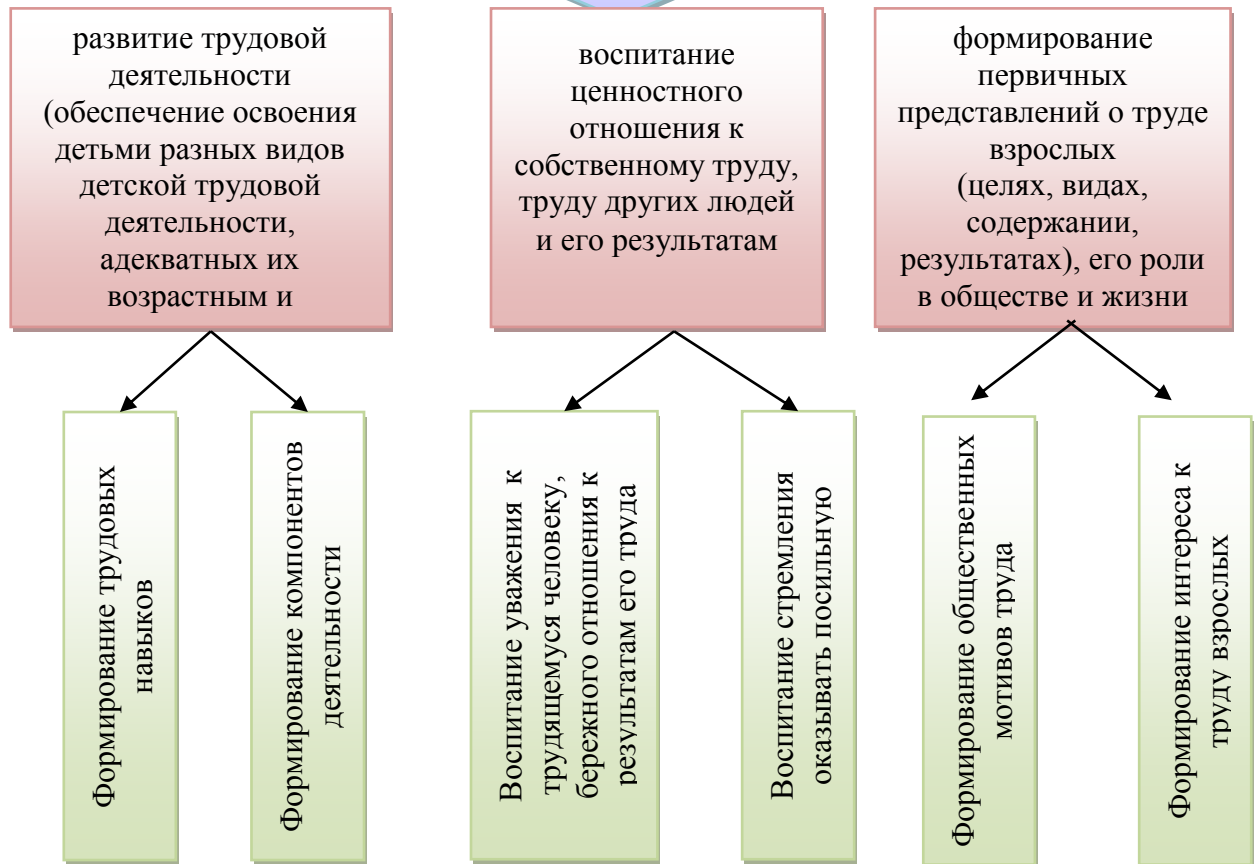 развитие трудовой
деятельности
(обеспечение освоения
детьми разных видов
детской трудовой
деятельности,
адекватных их
возрастным и
воспитание
ценностного
отношения к
собственному труду,
труду других людей
и его результатам
формирование
первичных
представлений о труде
взрослых
(целях, видах,
содержании,
результатах), его роли
в обществе и жизни
Формирование трудовых
навыков
Формирование компонентов
деятельности
Воспитание уважения к
трудящемуся человеку,
бережного отношения к
результатам его труда
Воспитание стремления
оказывать посильную
Формирование общественных
мотивов труда
Формирование интереса к
труду взрослых